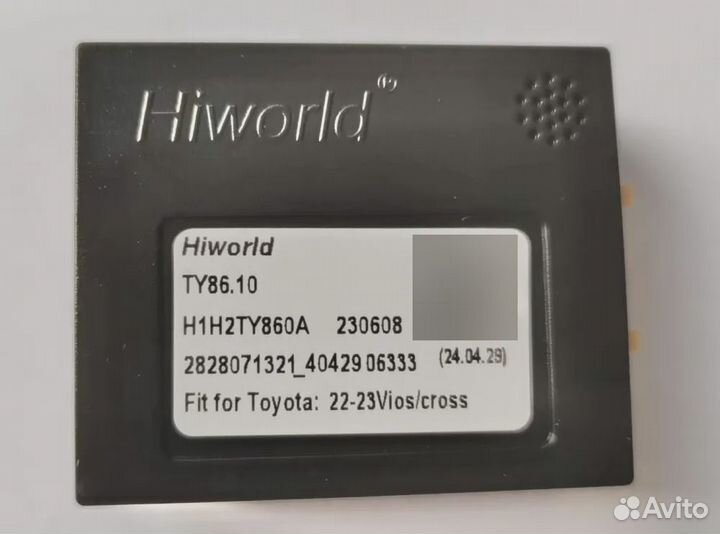 Hiworld®
Hiworld
TY86.10
H1H2TY860A 230608
2828071321_40429 06333 (24.04.29)
Fit for Toyota: 22-23Vios/cross
Avito